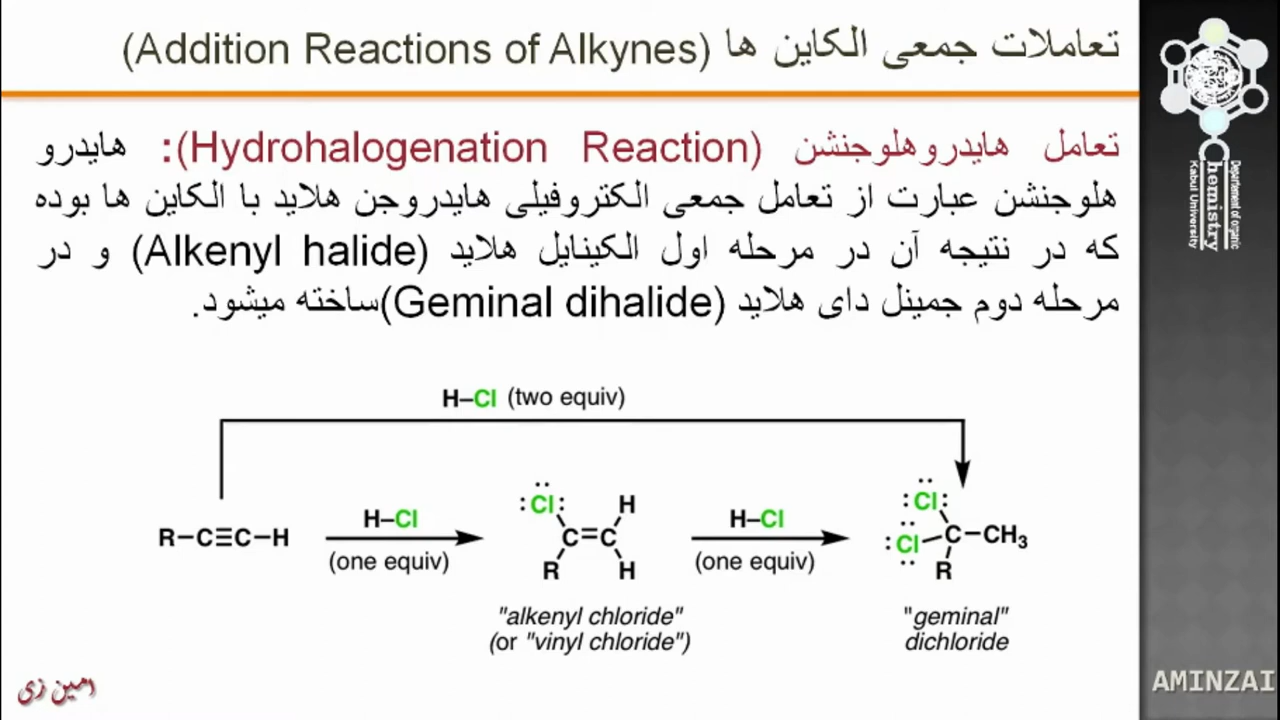 تعاملات جمعی الکاین ها (Addition Reactions of Alkynes)
تعامل هایدروهلوجنشن (Hydrohalogenation Reaction): هایدرو
هلوجنشن عبارت از تعامل جمعی الکتروفیلی هایدروجن هلاید با الکاین ها بوده
که در نتیجه آن در مرحله اول الکینایل هلاید (Alkenyl halide) و در
مرحله دوم جمینل دای هلاید (Geminal dihalide)ساخته میشود.
H–Cl (two equiv)
R–C≡C–H
H–Cl
(one equiv)
:Cl:
H
C=C
R
H
H–Cl
(one equiv)
:Cl:
:Cl
C–CH₃
R
"alkenyl chloride"
(or "vinyl chloride")
"geminal"
dichloride
امین زی
Department of organic
Chemistry
Kabul University
AMINZAI